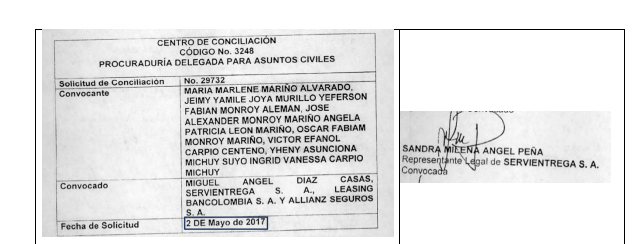 CENTRO DE CONCILIACIÓN
CÓDIGO No. 3248
PROCURADURÍA DELEGADA PARA ASUNTOS CIVILES
Solicitud de Conciliación No. 29732
Convocante MARIA MARLENE MARIÑO ALVARADO,
JEIMY YAMILE JOYA MURILLO YEFERSON
FABIAN MONROY ALEMAN, JOSE
ALEXANDER MONROY MARIÑO ANGELA
PATRICIA LEON MARIÑO, OSCAR FABIAM
MONROY MARIÑO, VICTOR EFANOL
CARPIO CENTENO, YHENY ASUNCIONA
MICHUY SUYO INGRID VANESSA CARPIO
MICHUY
Convocado MIGUEL ANGEL DIAZ CASAS,
SERVIENTREGA S. A., LEASING
BANCOLOMBIA S. A. Y ALLIANZ SEGUROS
S. A.
Fecha de Solicitud 2 DE Mayo de 2017
SANDRA MILENA ANGEL PEÑA
Representante Legal de SERVIENTREGA S. A.
Convocada